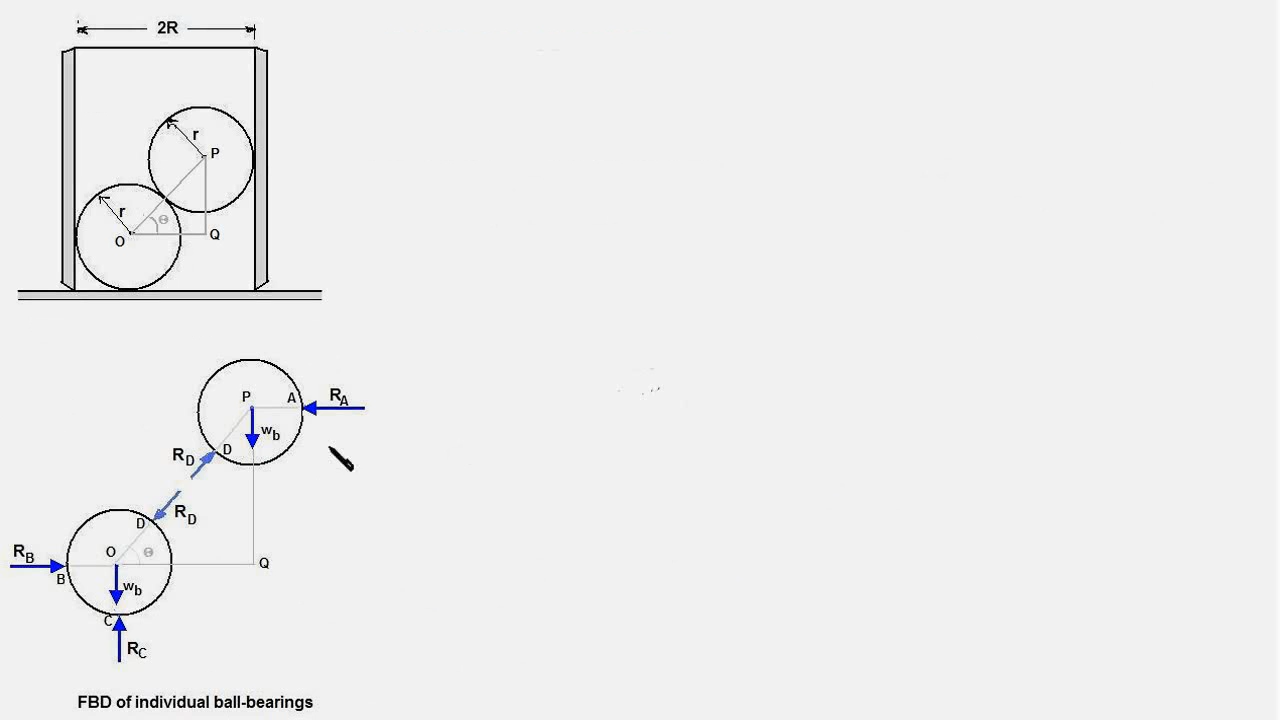 2R
r
P
r
Θ
O
Q
P
A
R_A
w_b
R_D
D
D
R_D
R_B
O
Θ
Q
B
w_b
C
R_C
FBD of individual ball-bearings